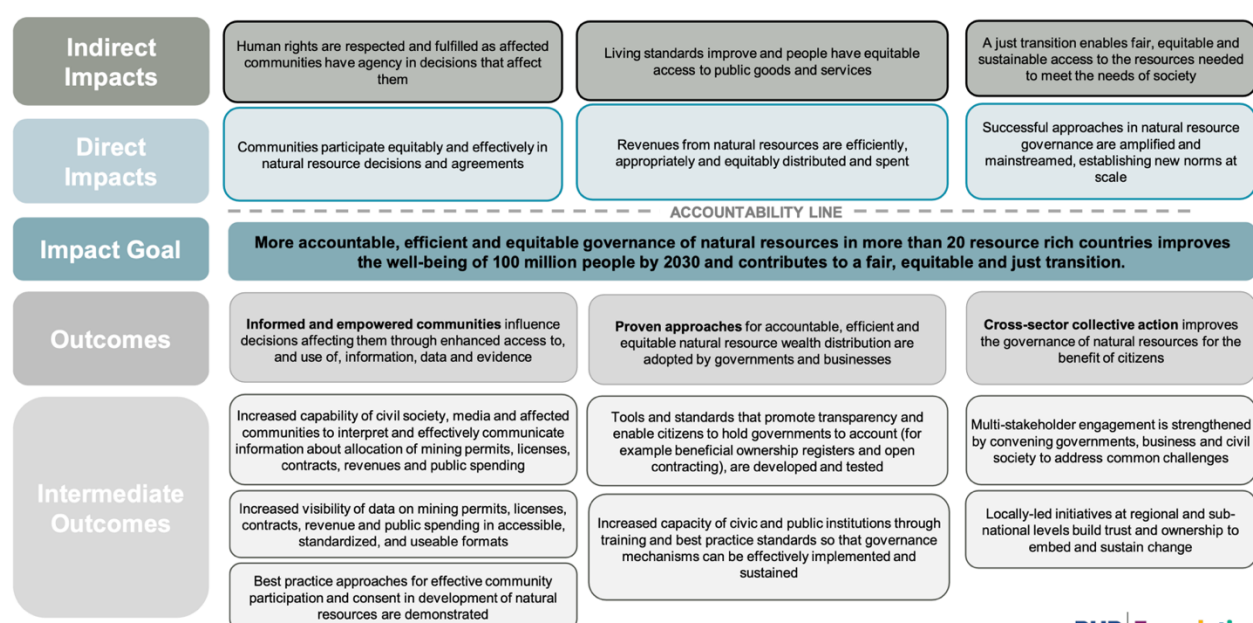 Indirect
Impacts
Human rights are respected and fulfilled as affected
communities have agency in decisions that affect
them
Living standards improve and people have equitable
access to public goods and services
A just transition enables fair, equitable and
sustainable access to the resources needed
to meet the needs of society
Direct
Impacts
Communities participate equitably and effectively in
natural resource decisions and agreements
Revenues from natural resources are efficiently,
appropriately and equitably distributed and spent
Successful approaches in natural resource
governance are amplified and
mainstreamed, establishing new norms at
scale
ACCOUNTABILITY LINE
Impact Goal
More accountable, efficient and equitable governance of natural resources in more than 20 resource rich countries improves
the well-being of 100 million people by 2030 and contributes to a fair, equitable and just transition.
Outcomes
Informed and empowered communities influence
decisions affecting them through enhanced access to,
and use of, information, data and evidence
Proven approaches for accountable, efficient and
equitable natural resource wealth distribution are
adopted by governments and businesses
Cross-sector collective action improves
the governance of natural resources for the
benefit of citizens
Intermediate
Outcomes
Increased capability of civil society, media and affected
communities to interpret and effectively communicate
information about allocation of mining permits, licenses,
contracts, revenues and public spending
Increased visibility of data on mining permits, licenses,
contracts, revenue and public spending in accessible,
standardized, and useable formats
Best practice approaches for effective community
participation and consent in development of natural
resources are demonstrated
Tools and standards that promote transparency and
enable citizens to hold governments to account (for
example beneficial ownership registers and open
contracting), are developed and tested
Increased capacity of civic and public institutions through
training and best practice standards so that governance
mechanisms can be effectively implemented and
sustained
Multi-stakeholder engagement is strengthened
by convening governments, business and civil
society to address common challenges
Locally-led initiatives at regional and sub-
national levels build trust and ownership to
embed and sustain change